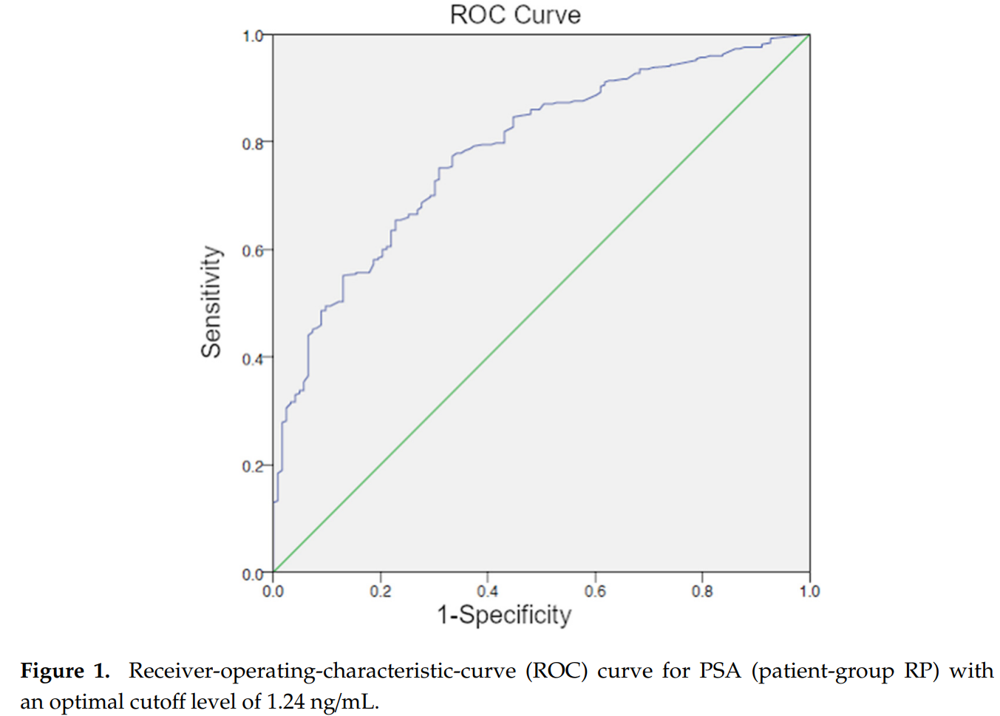 ROC Curve
1.0
0.8
0.6
0.4
0.2
0.0
Sensitivity
0.0 0.2 0.4 0.6 0.8 1.0
1-Specificity
Figure 1. Receiver-operating-characteristic-curve (ROC) curve for PSA (patient-group RP) with
an optimal cutoff level of 1.24 ng/mL.